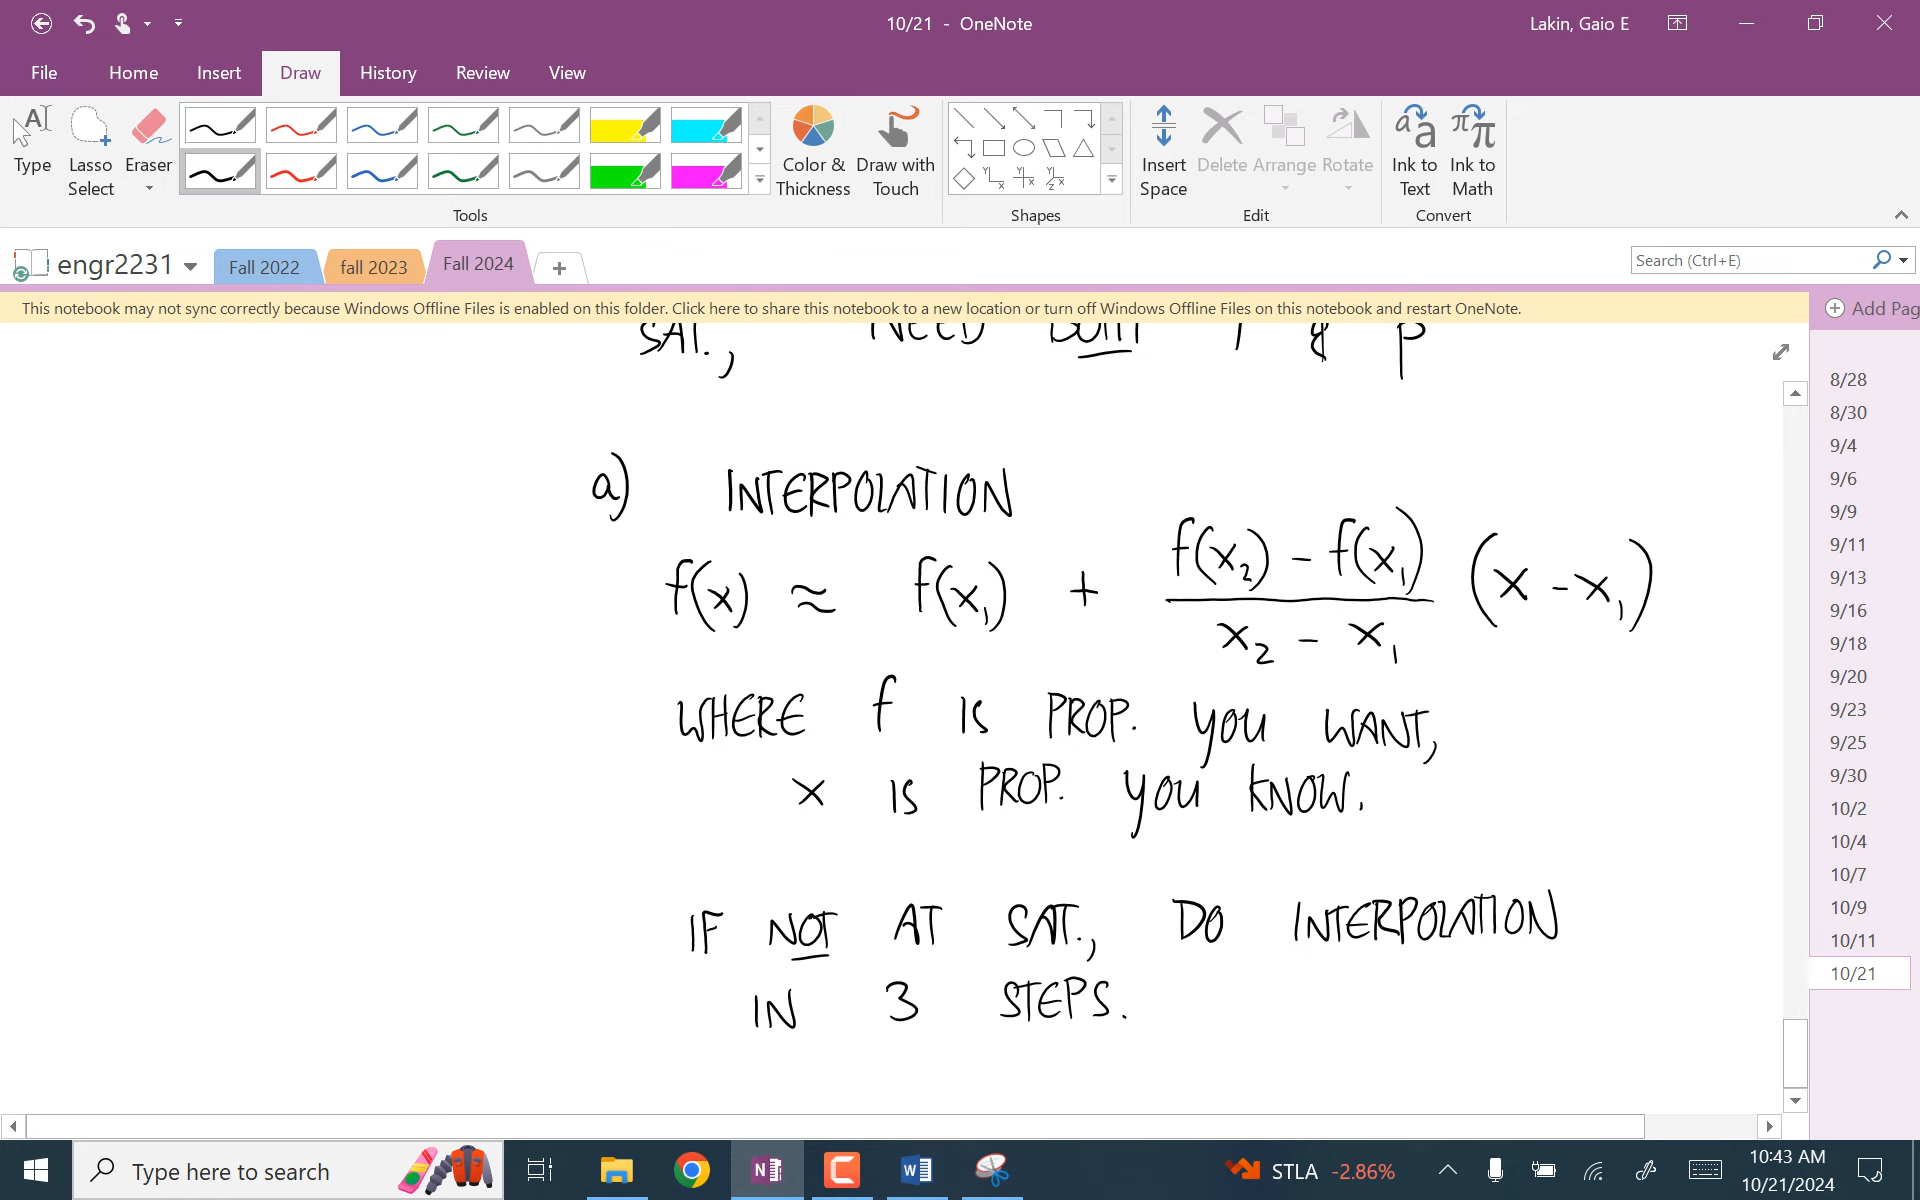 10/21 - OneNote
Lakin, Gaio E
File Home Insert Draw History Review View
Type
Lasso Select
Eraser
Color & Thickness
Draw with Touch
Insert Space
Delete Arrange Rotate
Ink to Text
Ink to Math
Tools Shapes Edit Convert
engr2231 Fall 2022 fall 2023 Fall 2024
Search (Ctrl+E)
This notebook may not sync correctly because Windows Offline Files is enabled on this folder. Click here to share this notebook to a new location or turn off Windows Offline Files on this notebook and restart OneNote.
Add Pag
SAT., NEED BOTH T & p
a) INTERPOLATION
f(x) ≈ f(x₁) + (f(x₂) - f(x₁))/(x₂ - x₁) (x - x₁)
WHERE f IS PROP. YOU WANT,
x IS PROP. YOU KNOW.
IF NOT AT SAT., DO INTERPOLATION
IN 3 STEPS.
8/28
8/30
9/4
9/6
9/9
9/11
9/13
9/16
9/18
9/20
9/23
9/25
9/30
10/2
10/4
10/7
10/9
10/11
10/21
Type here to search
STLA -2.86%
10:43 AM
10/21/2024